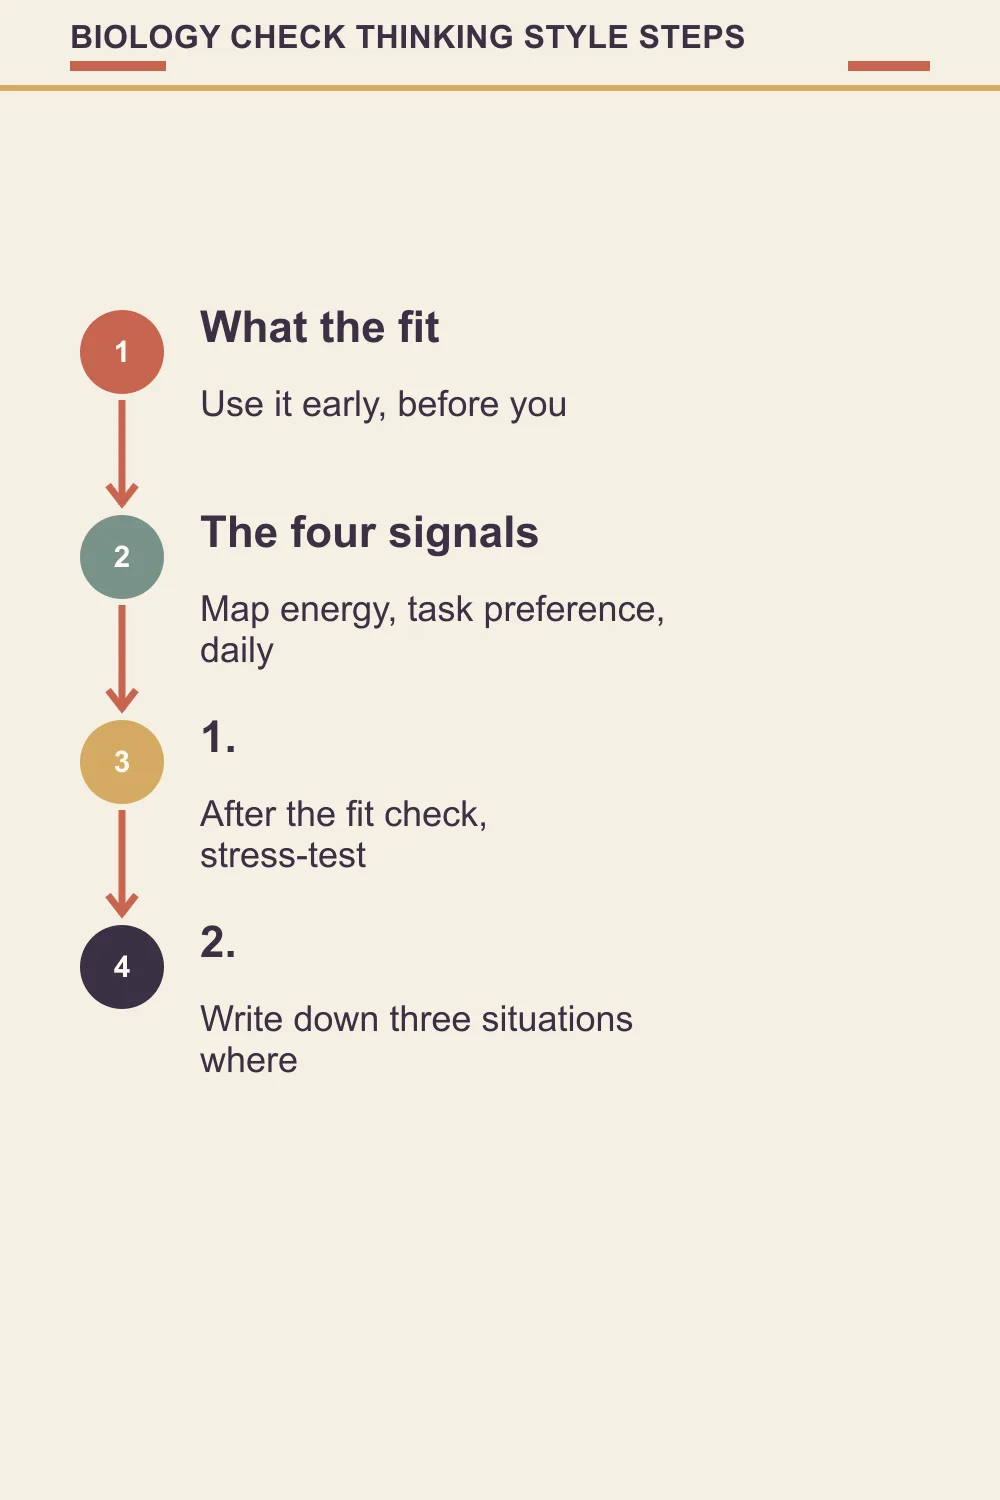 BIOLOGY CHECK THINKING STYLE STEPS
1
What the fit
Use it early, before you
2
The four signals
Map energy, task preference,
daily
3
1.
After the fit check,
stress-test
4
2.
Write down three situations
where